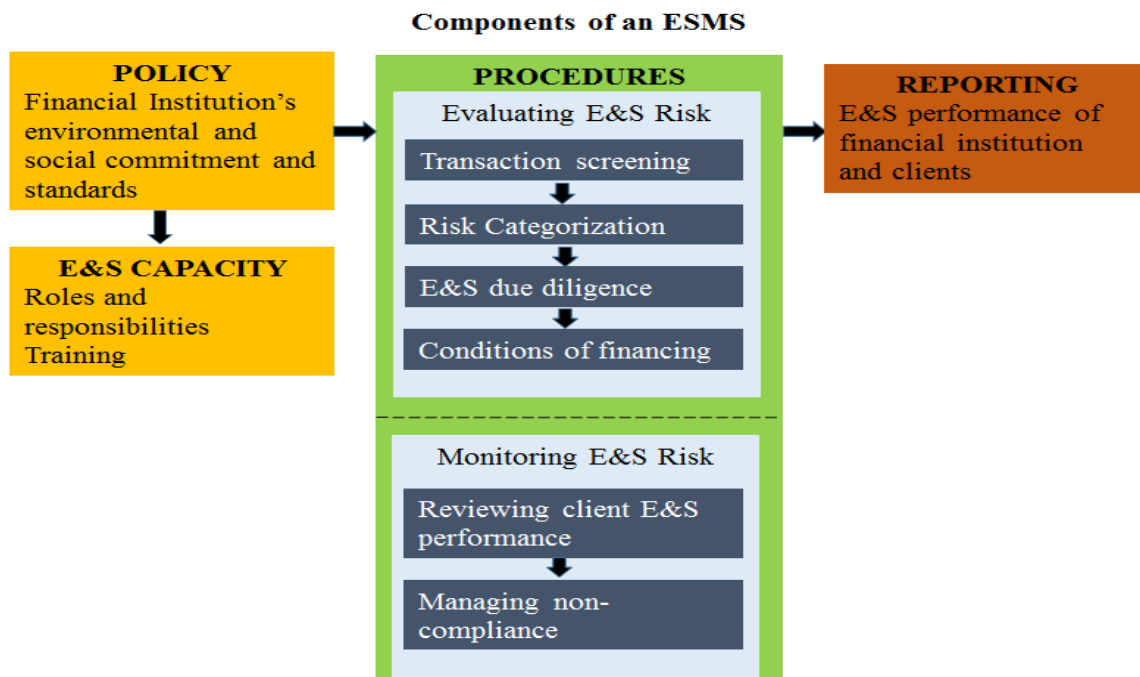 Components of an ESMS
POLICY
Financial Institution's
environmental and
social commitment and
standards
E&S CAPACITY
Roles and
responsibilities
Training
PROCEDURES
Evaluating E&S Risk
Transaction screening
Risk Categorization
E&S due diligence
Conditions of financing
Monitoring E&S Risk
Reviewing client E&S
performance
Managing non-
compliance
REPORTING
E&S performance of
financial institution
and clients